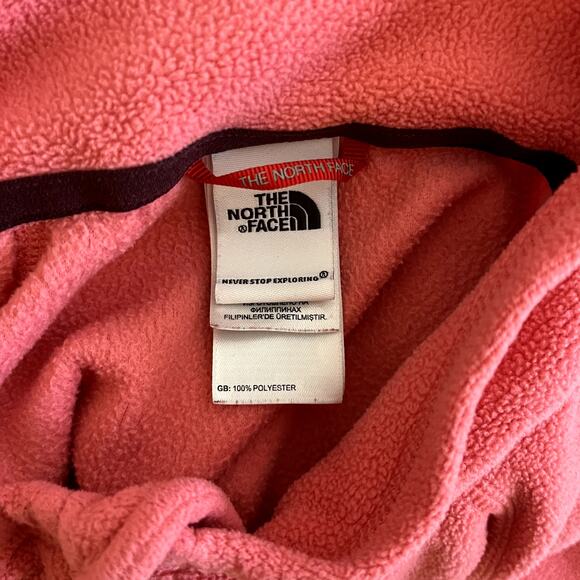 THE NORTH FACE
THE
NORTH
FACE
NEVER STOP EXPLORING
ФИЛИППИНАХ
FILIPINLER'DE ÜRETILMIŞTIR.
GB: 100% POLYESTER